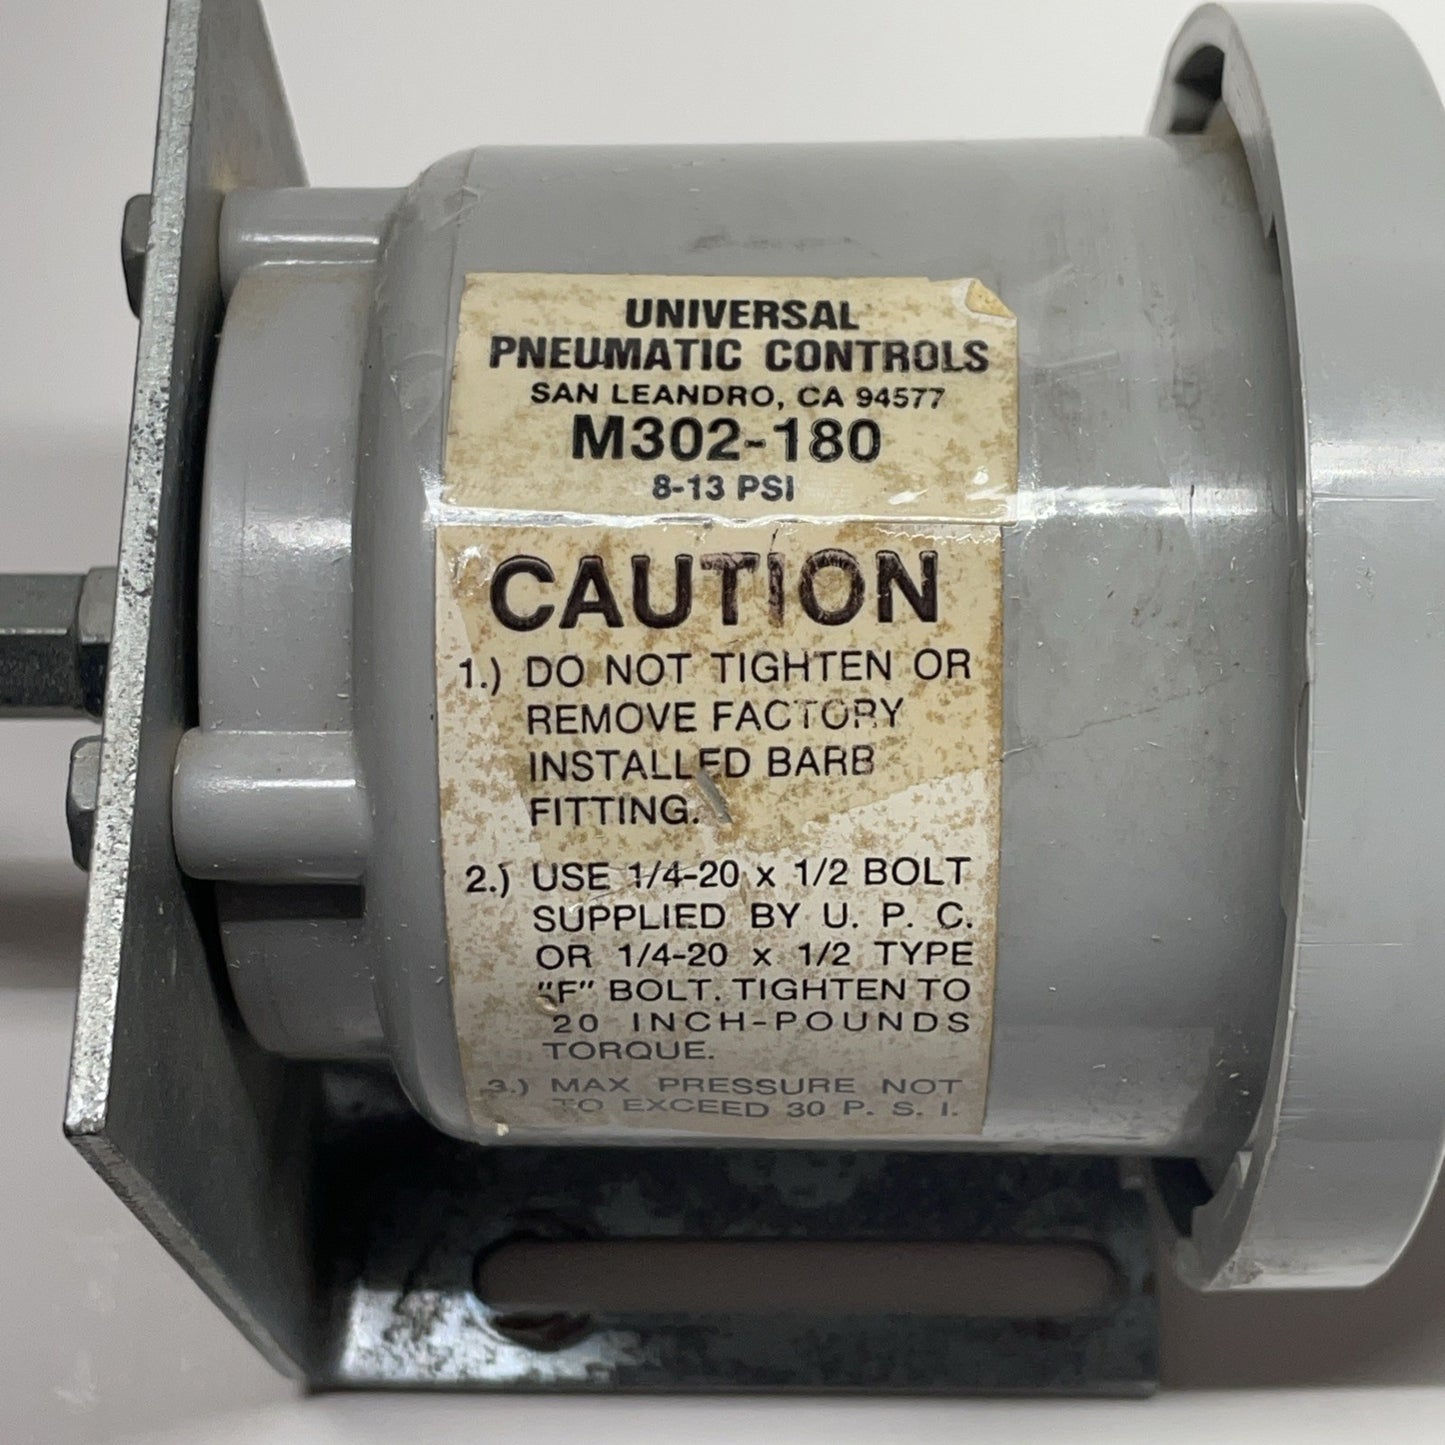 UNIVERSAL
PNEUMATIC CONTROLS
SAN LEANDRO, CA 94577
M302-180
8-13 PSI
CAUTION
1.) DO NOT TIGHTEN OR
REMOVE FACTORY
INSTALLED BARB
FITTING.
2.) USE 1/4-20 x 1/2 BOLT
SUPPLIED BY U. P. C.
OR 1/4-20 x 1/2 TYPE
"F" BOLT. TIGHTEN TO
20 INCH-POUNDS
TORQUE.
3.) MAX PRESSURE NOT
TO EXCEED 30 P. S. I.